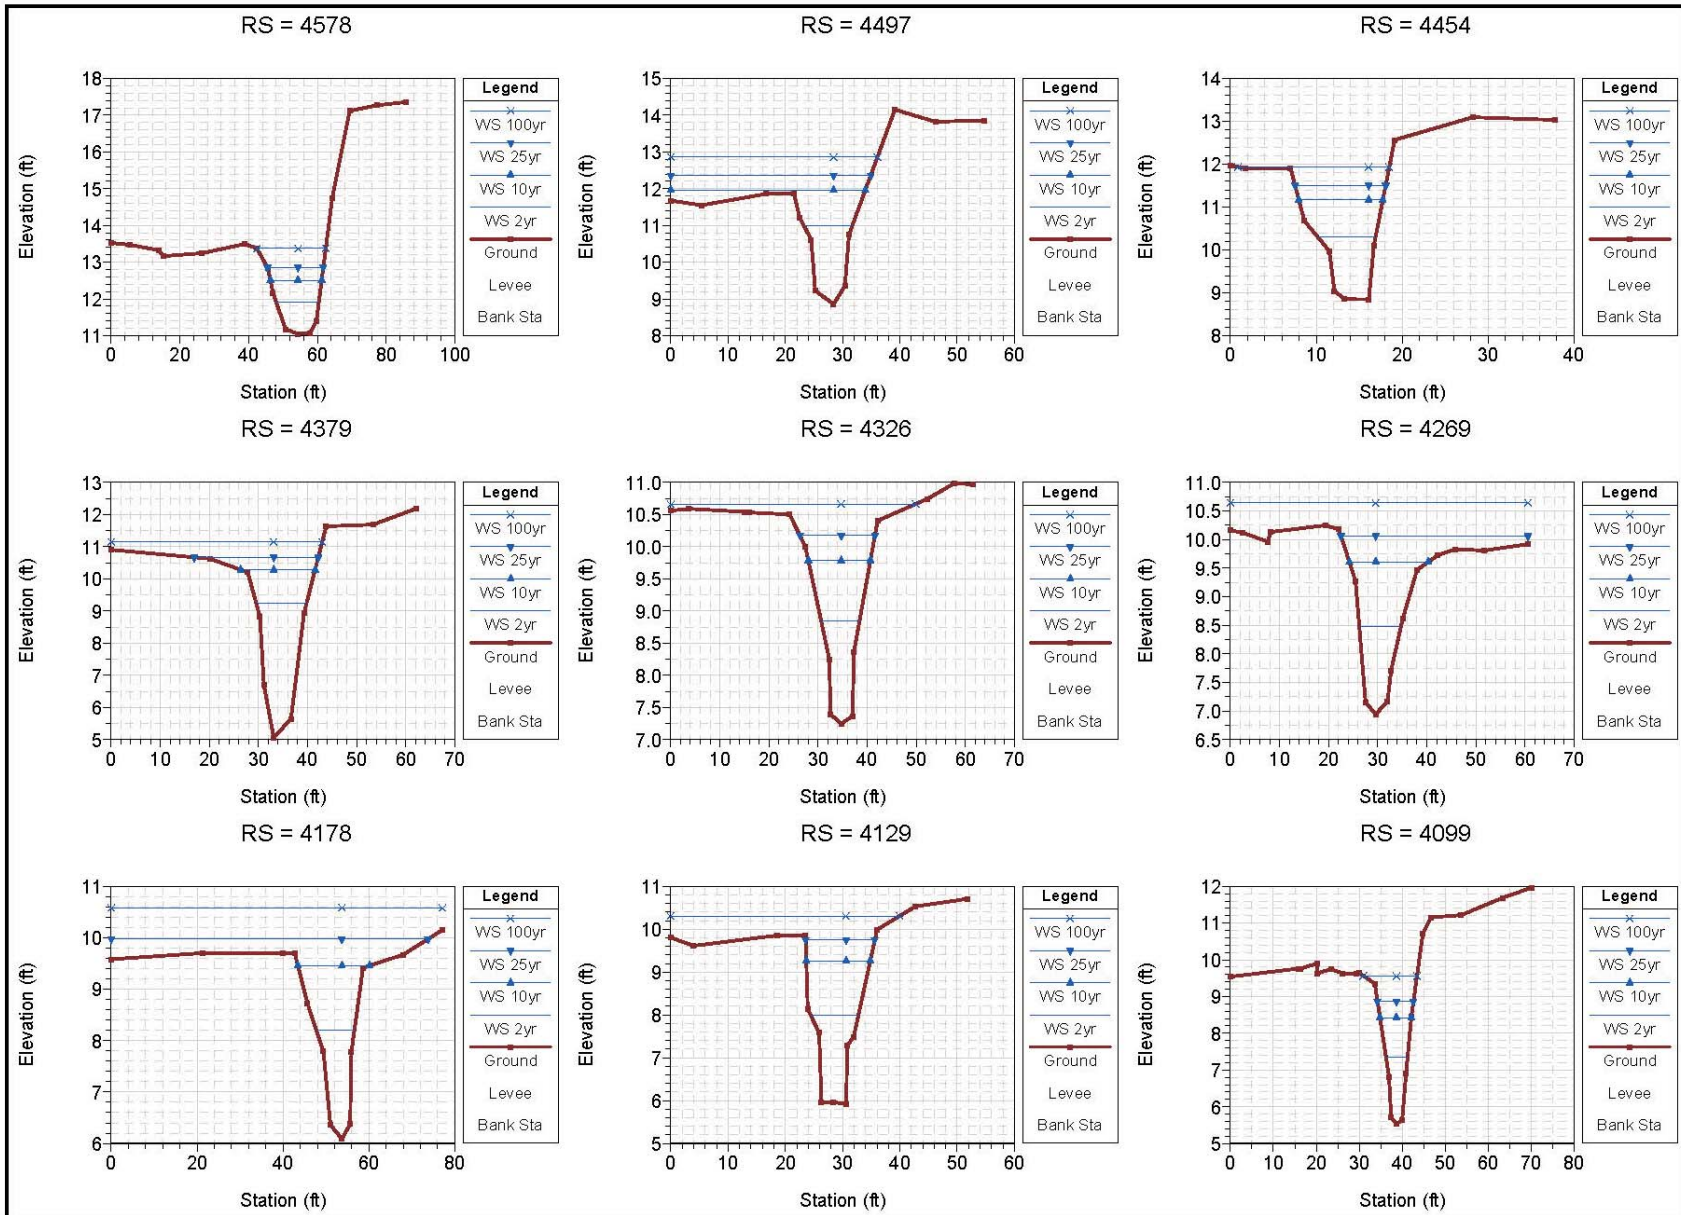 RS = 4578
18
17
16
15
14
13
12
11
0 20 40 60 80 100
Elevation (ft)
Station (ft)
Legend
WS 100yr
WS 25yr
WS 10yr
WS 2yr
Ground
Levee
Bank Sta
RS = 4497
15
14
13
12
11
10
9
8
0 10 20 30 40 50 60
Elevation (ft)
Station (ft)
Legend
WS 100yr
WS 25yr
WS 10yr
WS 2yr
Ground
Levee
Bank Sta
RS = 4454
14
13
12
11
10
9
8
0 10 20 30 40
Elevation (ft)
Station (ft)
Legend
WS 100yr
WS 25yr
WS 10yr
WS 2yr
Ground
Levee
Bank Sta
RS = 4379
13
12
11
10
9
8
7
6
5
0 10 20 30 40 50 60 70
Elevation (ft)
Station (ft)
Legend
WS 100yr
WS 25yr
WS 10yr
WS 2yr
Ground
Levee
Bank Sta
RS = 4326
11.0
10.5
10.0
9.5
9.0
8.5
8.0
7.5
7.0
0 10 20 30 40 50 60 70
Elevation (ft)
Station (ft)
Legend
WS 100yr
WS 25yr
WS 10yr
WS 2yr
Ground
Levee
Bank Sta
RS = 4269
11.0
10.5
10.0
9.5
9.0
8.5
8.0
7.5
7.0
6.5
0 10 20 30 40 50 60 70
Elevation (ft)
Station (ft)
Legend
WS 100yr
WS 25yr
WS 10yr
WS 2yr
Ground
Levee
Bank Sta
RS = 4178
11
10
9
8
7
6
0 20 40 60 80
Elevation (ft)
Station (ft)
Legend
WS 100yr
WS 25yr
WS 10yr
WS 2yr
Ground
Levee
Bank Sta
RS = 4129
11
10
9
8
7
6
5
0 10 20 30 40 50 60
Elevation (ft)
Station (ft)
Legend
WS 100yr
WS 25yr
WS 10yr
WS 2yr
Ground
Levee
Bank Sta
RS = 4099
12
11
10
9
8
7
6
5
0 10 20 30 40 50 60 70 80
Elevation (ft)
Station (ft)
Legend
WS 100yr
WS 25yr
WS 10yr
WS 2yr
Ground
Levee
Bank Sta